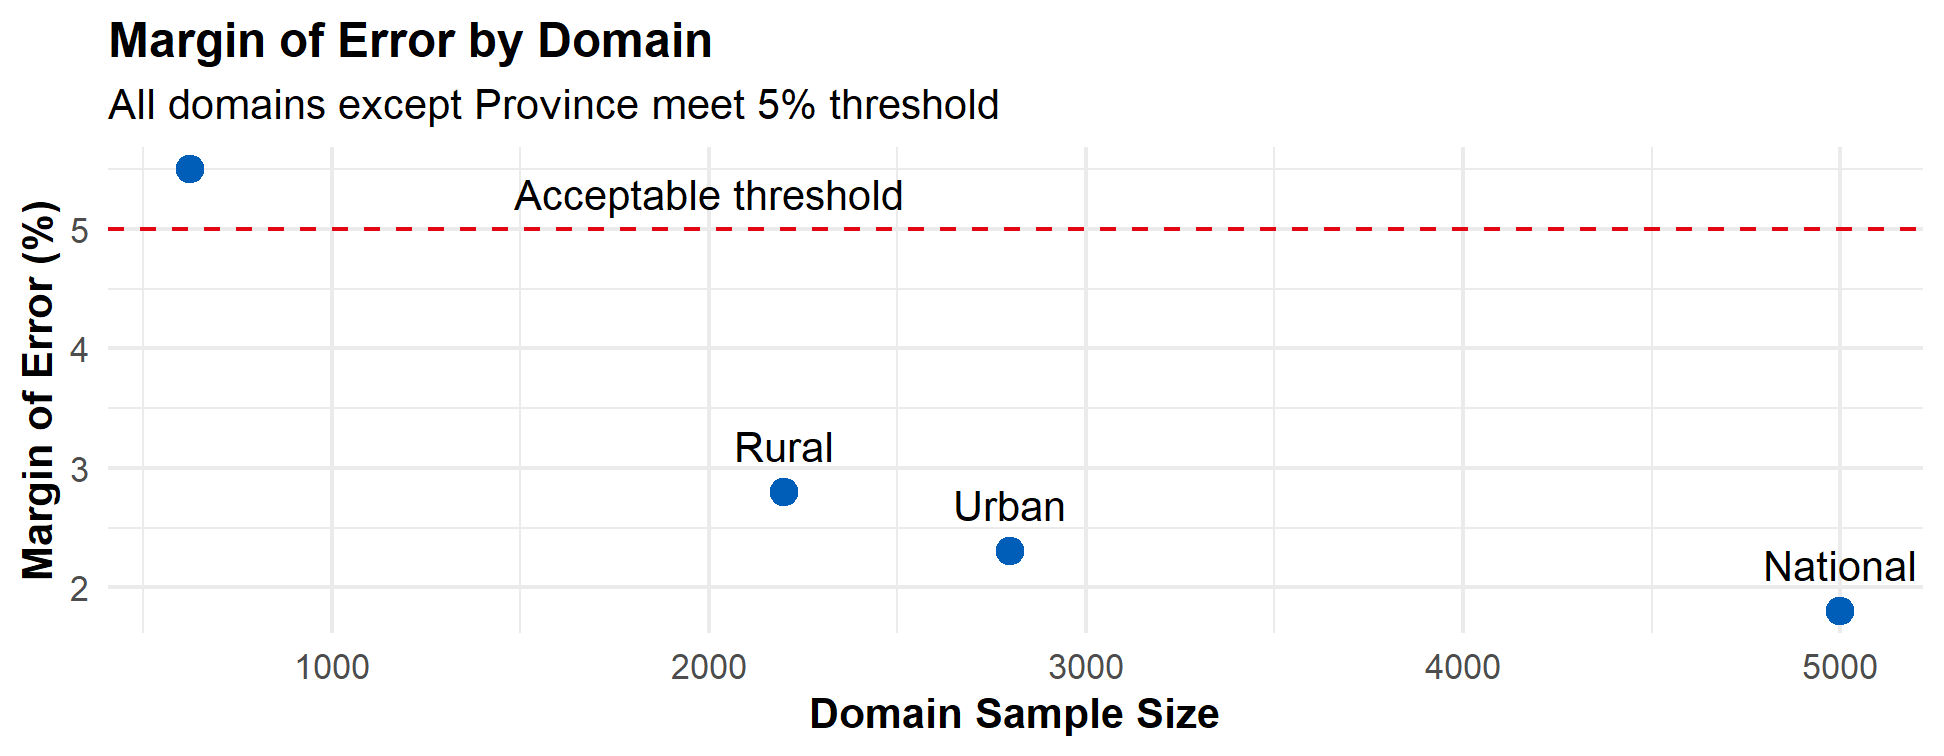 Margin of Error by Domain
All domains except Province meet 5% threshold
Acceptable threshold
Margin of Error (%)
5
4
3
2
Rural
Urban
National
1000 2000 3000 4000 5000
Domain Sample Size